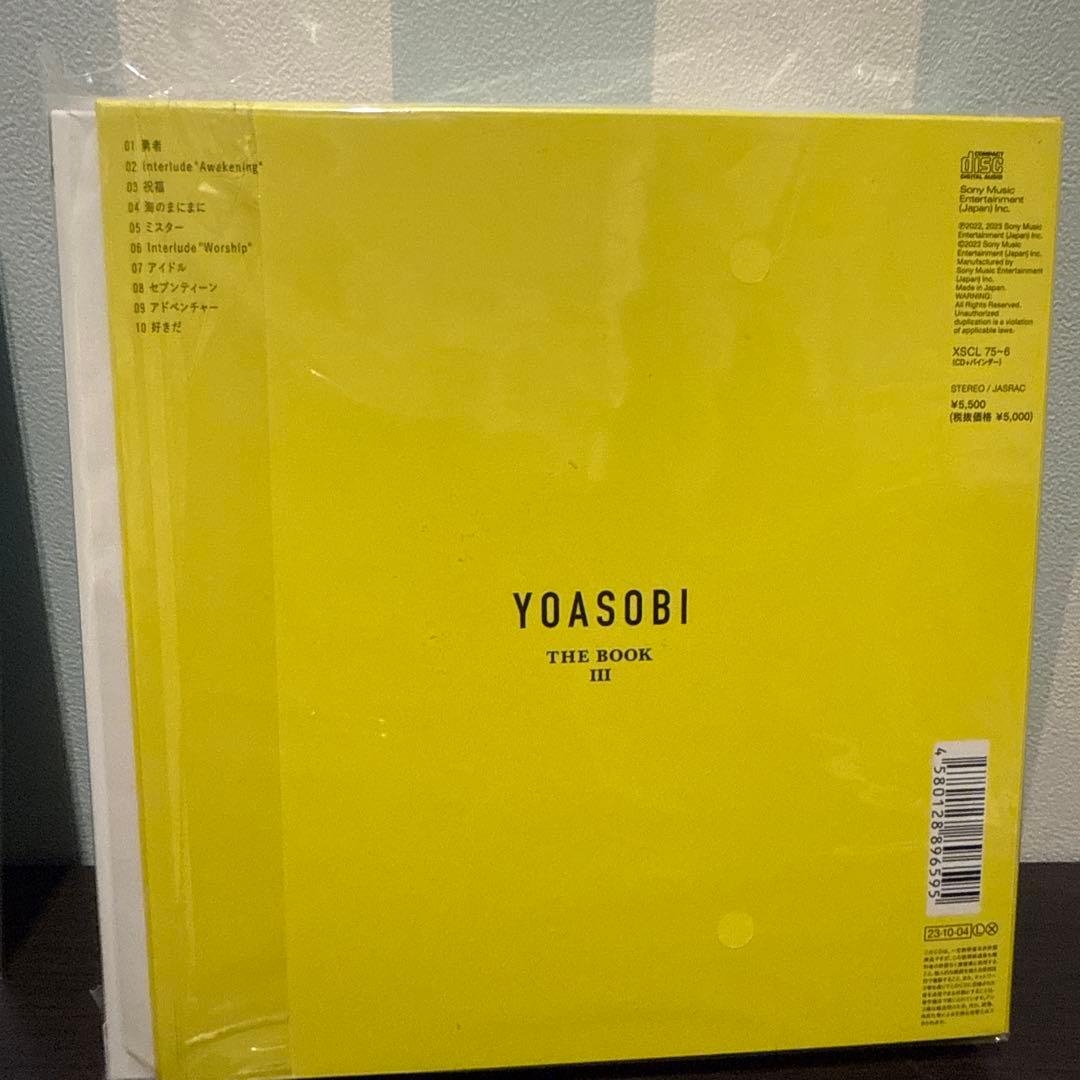 01 勇者
02 Interlude "Awakening"
03 祝福
04 海のまにまに
05 ミスター
06 Interlude "Worship"
07 アイドル
08 セブンティーン
09 アドベンチャー
10 好きだ
COMPACT
disc
DIGITAL AUDIO
Sony Music
Entertainment
(Japan) Inc.
℗2022, 2023 Sony Music
Entertainment (Japan) Inc.
©2023 Sony Music
Entertainment (Japan) Inc.
Manufactured by
Sony Music Entertainment
(Japan) Inc.
Made in Japan.
WARNING:
All Rights Reserved.
Unauthorized
duplication is a violation
of applicable laws.
XSCL 75~6
(CD+バインダー)
STEREO / JASRAC
¥5,500
(税抜価格 ¥5,000)
YOASOBI
THE BOOK
III
4580128896595
23·10·04 L X